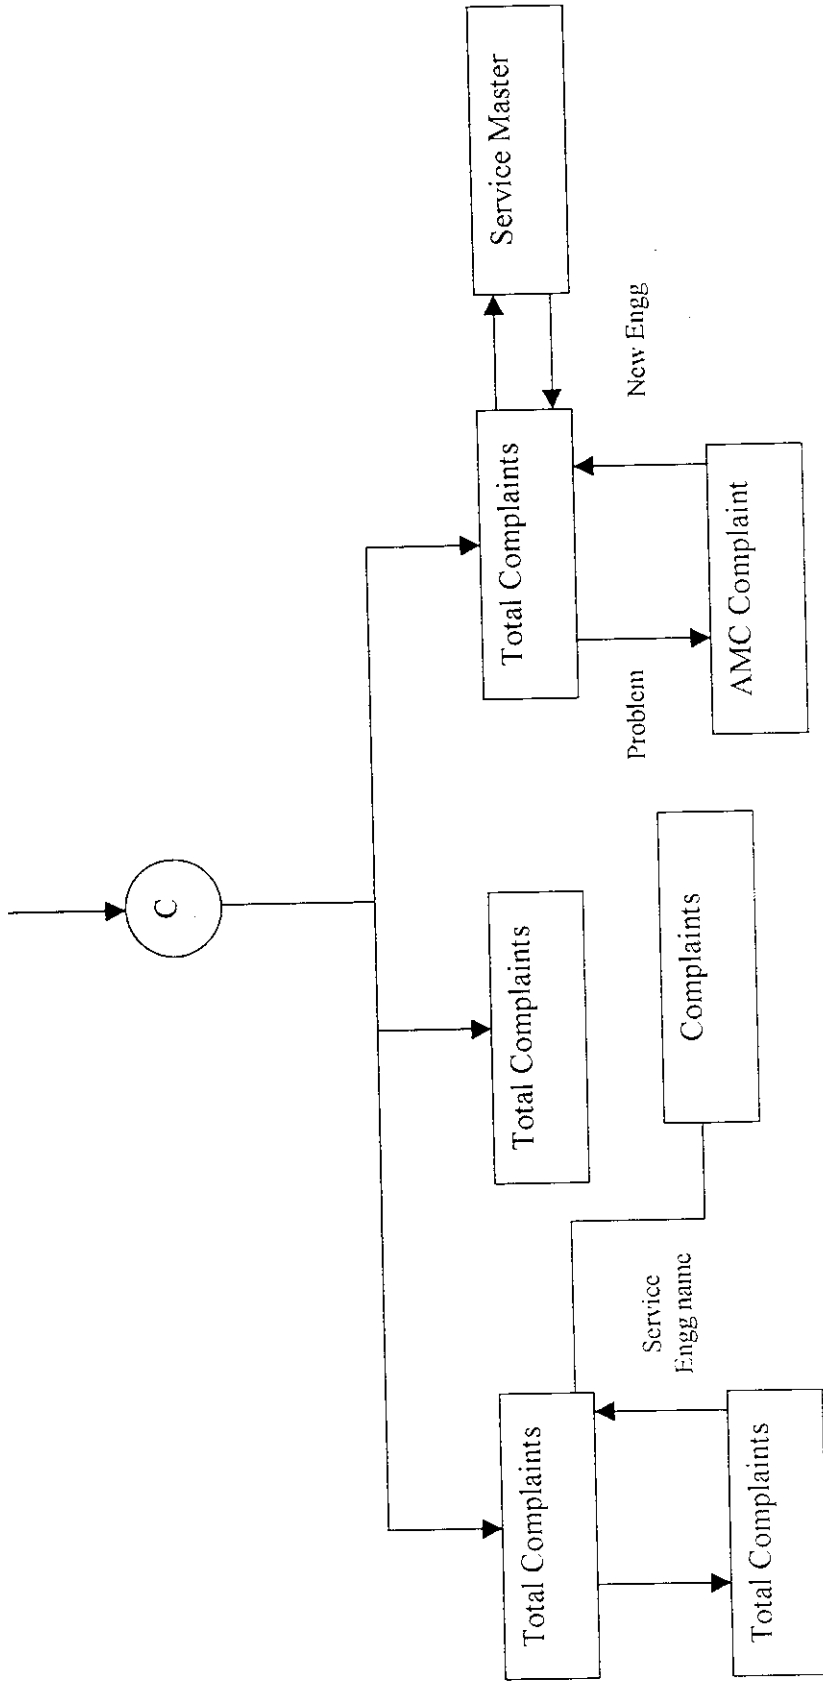 C
Total Complaints
Total Complaints
Total Complaints
Service Master
Service
Engg name
Problem
New Engg
Complaints
Total Complaints
AMC Complaint